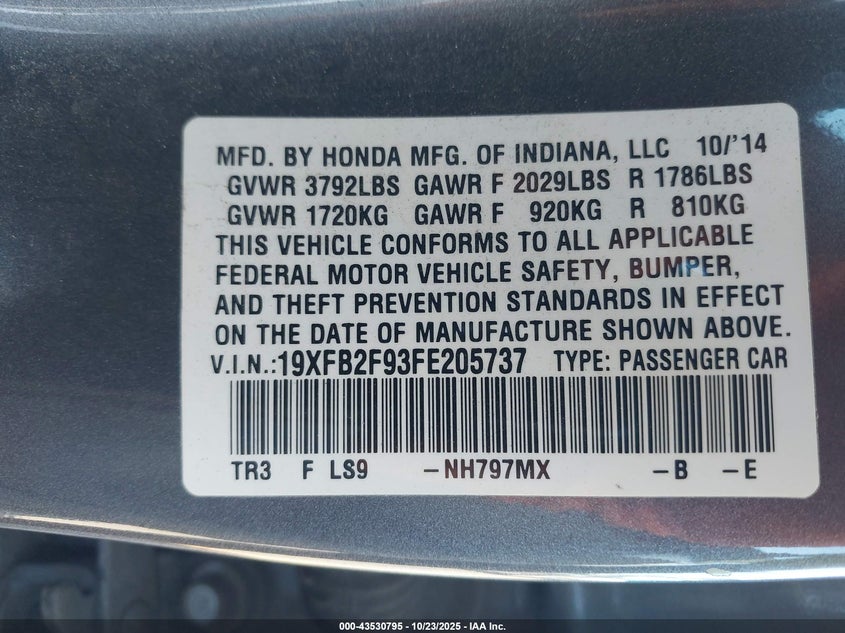 MFD. BY HONDA MFG. OF INDIANA, LLC 10/'14
GVWR 3792LBS GAWR F 2029LBS R 1786LBS
GVWR 1720KG GAWR F 920KG R 810KG
THIS VEHICLE CONFORMS TO ALL APPLICABLE
FEDERAL MOTOR VEHICLE SAFETY, BUMPER,
AND THEFT PREVENTION STANDARDS IN EFFECT
ON THE DATE OF MANUFACTURE SHOWN ABOVE.
V.I.N.:19XFB2F93FE205737 TYPE: PASSENGER CAR
TR3 F LS9 –NH797MX –B –E
000-43530795 - 10/23/2025 - IAA Inc.